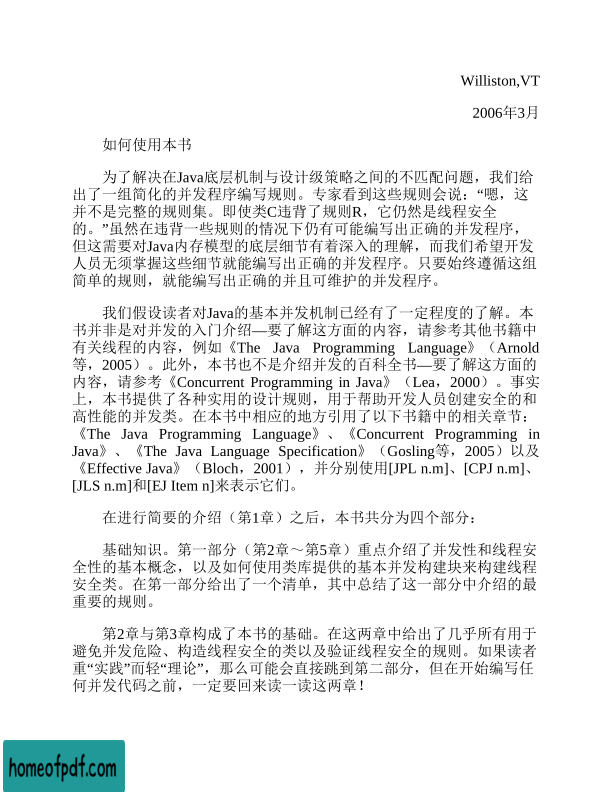 Williston,VT
2006年3月
如何使用本书
为了解决在Java底层机制与设计级策略之间的不匹配问题，我们给
出了一组简化的并发程序编写规则。专家看到这些规则会说：“嗯，这
并不是完整的规则集。即使类C违背了规则R，它仍然是线程安全
的。”虽然在违背一些规则的情况下仍有可能编写出正确的并发程序，
但这需要对Java内存模型的底层细节有着深入的理解，而我们希望开发
人员无须掌握这些细节就能编写出正确的并发程序。只要始终遵循这组
简单的规则，就能编写出正确的并且可维护的并发程序。
我们假设读者对Java的基本并发机制已经有了一定程度的了解。本
书并非是对并发的入门介绍—要了解这方面的内容，请参考其他书籍中
有关线程的内容，例如《The Java Programming Language》（Arnold
等，2005）。此外，本书也不是介绍并发的百科全书—要了解这方面的
内容，请参考《Concurrent Programming in Java》（Lea，2000）。事实
上，本书提供了各种实用的设计规则，用于帮助开发人员创建安全的和
高性能的并发类。在本书中相应的地方引用了以下书籍中的相关章节：
《The Java Programming Language》、《Concurrent Programming in
Java》、《The Java Language Specification》（Gosling等，2005）以及
《Effective Java》（Bloch，2001），并分别使用[JPL n.m]、[CPJ n.m]、
[JLS n.m]和[EJ Item n]来表示它们。
在进行简要的介绍（第1章）之后，本书共分为四个部分：
基础知识。第一部分（第2章～第5章）重点介绍了并发性和线程安
全性的基本概念，以及如何使用类库提供的基本并发构建块来构建线程
安全类。在第一部分给出了一个清单，其中总结了这一部分中介绍的最
重要的规则。
第2章与第3章构成了本书的基础。在这两章中给出了几乎所有用于
避免并发危险、构造线程安全的类以及验证线程安全的规则。如果读者
重“实践”而轻“理论”，那么可能会直接跳到第二部分，但在开始编写任
何并发代码之前，一定要回来读一读这两章！
homeofpdf.com